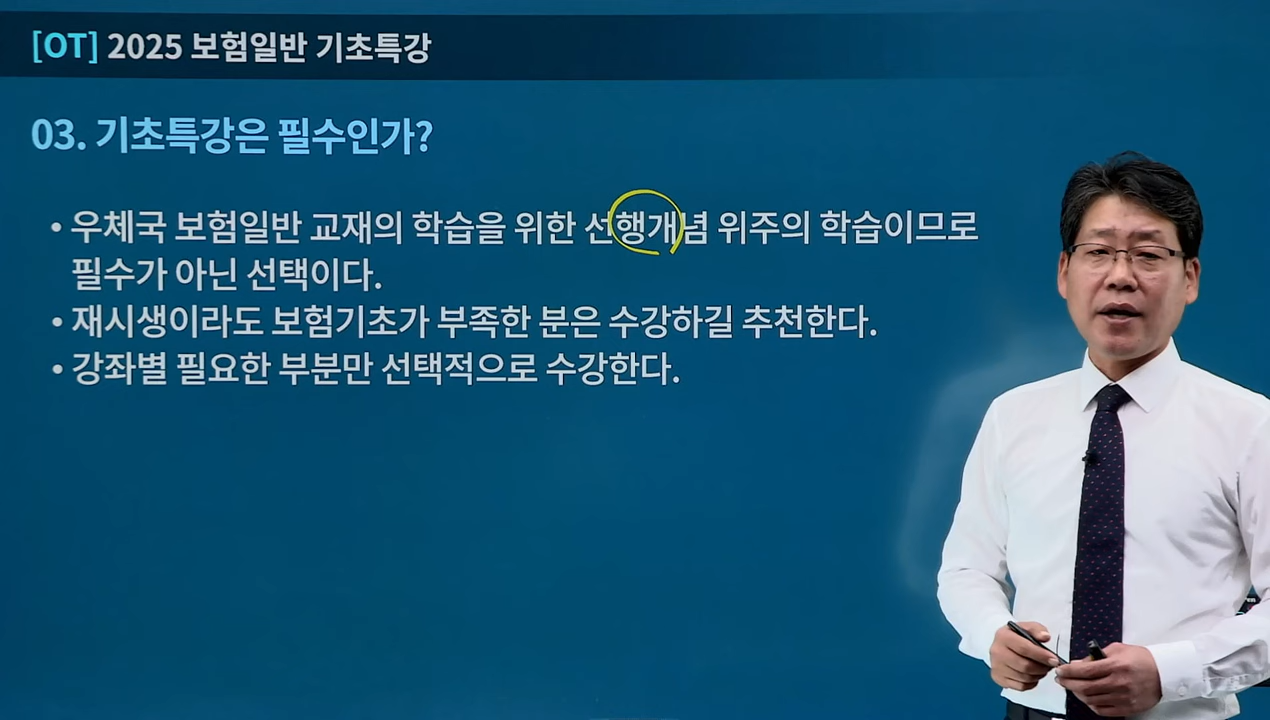 [OT] 2025 보험일반 기초특강
03. 기초특강은 필수인가?
• 우체국 보험일반 교재의 학습을 위한 선행개념 위주의 학습이므로
필수가 아닌 선택이다.
• 재시생이라도 보험기초가 부족한 분은 수강하길 추천한다.
• 강좌별 필요한 부분만 선택적으로 수강한다.